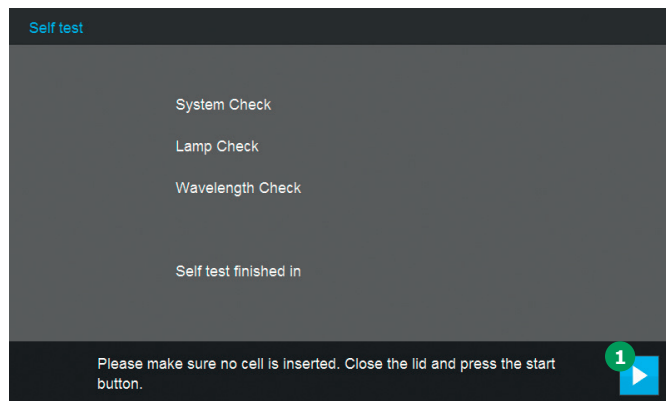 Self test
System Check
Lamp Check
Wavelength Check
Self test finished in
Please make sure no cell is inserted. Close the lid and press the start
button.
1